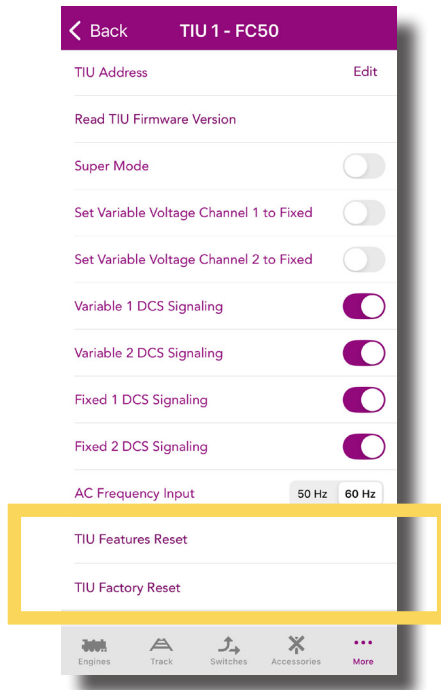 Back TIU 1 - FC50
TIU Address Edit
Read TIU Firmware Version
Super Mode
Set Variable Voltage Channel 1 to Fixed
Set Variable Voltage Channel 2 to Fixed
Variable 1 DCS Signaling
Variable 2 DCS Signaling
Fixed 1 DCS Signaling
Fixed 2 DCS Signaling
AC Frequency Input 50 Hz 60 Hz
TIU Features Reset
TIU Factory Reset
Engines Track Switches Accessories More